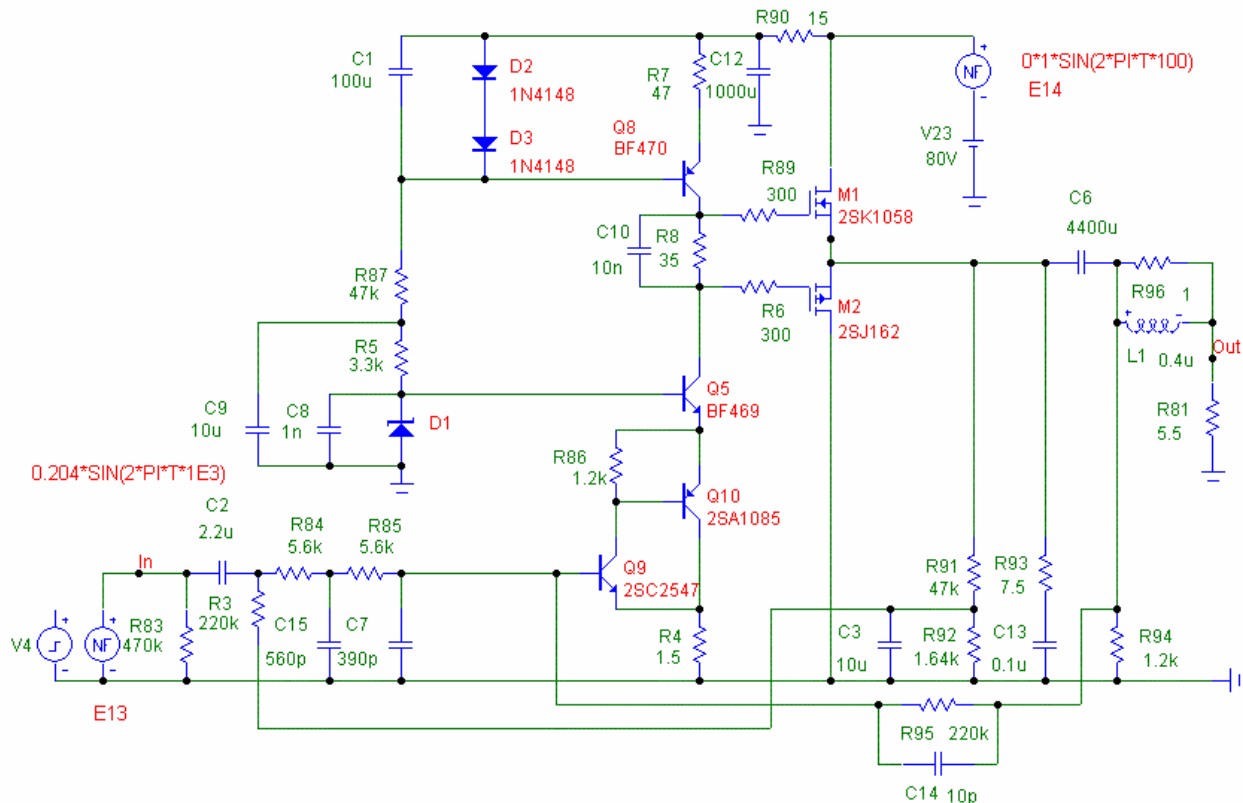 R90 15
C1
100u
D2
1N4148
R7
47
C12
1000u
+
NF
-
0*1*SIN(2*PI*T*100)
E14
D3
1N4148
Q8
BF470
V23
80V
R89
300
M1
2SK1058
C6
4400u
C10
10n
R8
35
R87
47k
R6
300
M2
2SJ162
R96 1
+ -
L1 0.4u
Out
R5
3.3k
Q5
BF469
C9
10u
C8
1n
D1
R81
5.5
0.204*SIN(2*PI*T*1E3)
R86
1.2k
Q10
2SA1085
C2
2.2u
R84
5.6k
R85
5.6k
In
Q9
2SC2547
R91
47k
R93
7.5
R3
220k
V4
+
-
+
NF
-
R83
470k
C15
560p
C7
390p
R4
1.5
C3
10u
R92
1.64k
C13
0.1u
R94
1.2k
E13
R95 220k
C14 10p